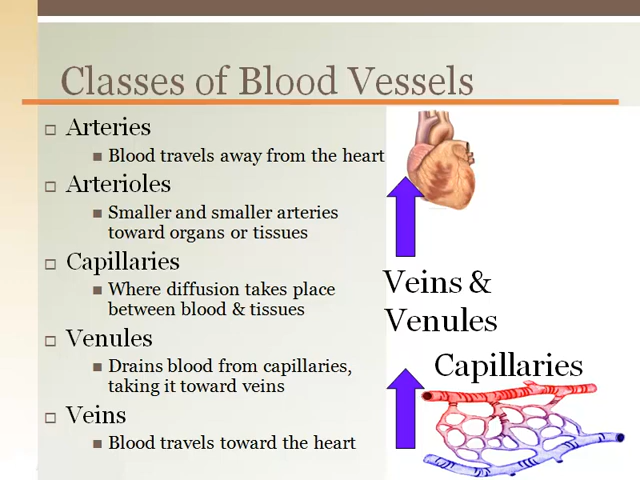 Classes of Blood Vessels
Arteries
Blood travels away from the heart
Arterioles
Smaller and smaller arteries
toward organs or tissues
Capillaries
Where diffusion takes place
between blood & tissues
Venules
Drains blood from capillaries,
taking it toward veins
Veins
Blood travels toward the heart
Veins &
Venules
Capillaries